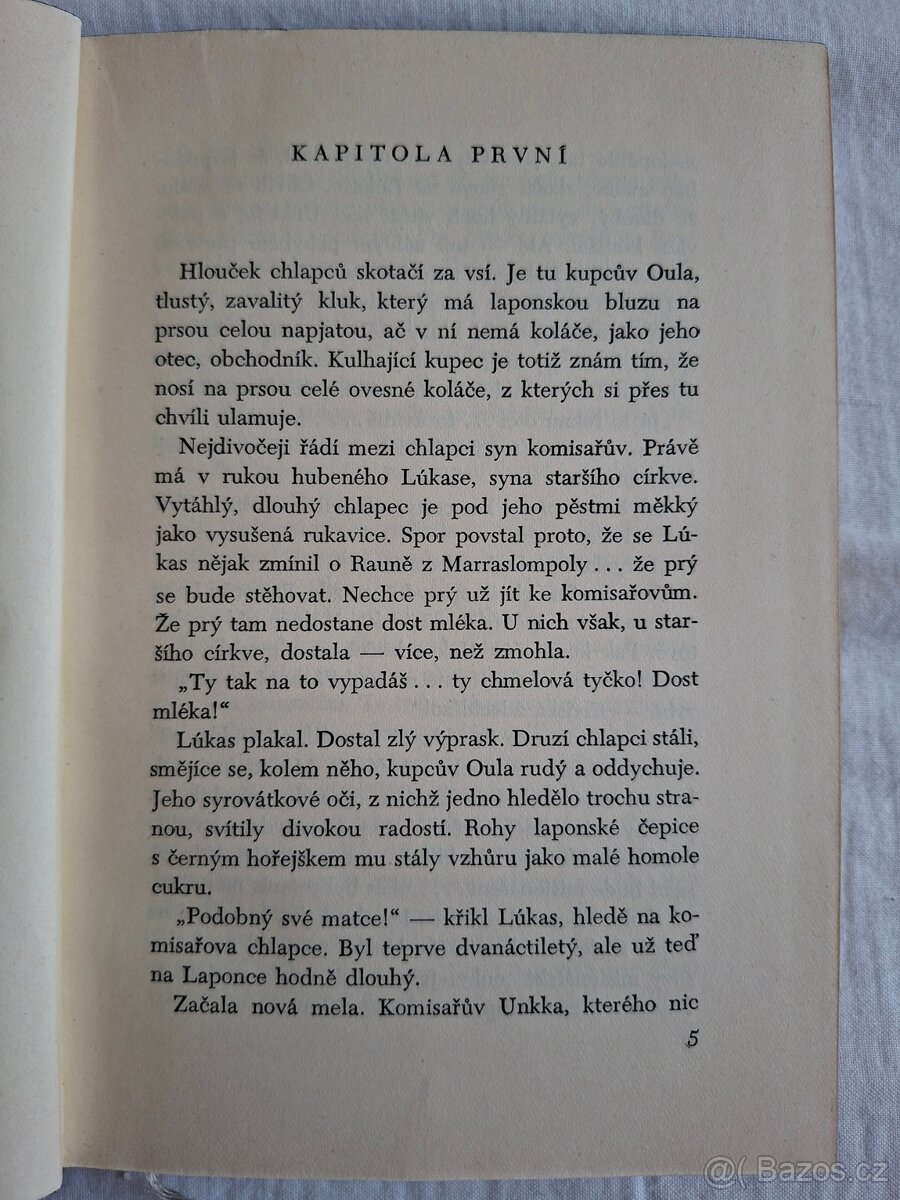 KAPITOLA PRVNÍ
Hlouček chlapců skotačí za vsí. Je tu kupcův Oula,
tlustý, zavalitý kluk, který má laponskou bluzu na
prsou celou napjatou, ač v ní nemá koláče, jako jeho
otec, obchodník. Kulhající kupec je totiž znám tím, že
nosí na prsou celé ovesné koláče, z kterých si přes tu
chvíli ulamuje.
Nejdivočeji řádí mezi chlapci syn komisařův. Právě
má v rukou hubeného Lúkase, syna staršího církve.
Vytáhlý, dlouhý chlapec je pod jeho pěstmi měkký
jako vysušená rukavice. Spor povstal proto, že se Lú-
kas nějak zmínil o Rauně z Marraslompoly... že prý
se bude stěhovat. Nechce prý už jít ke komisařovům.
Že prý tam nedostane dost mléka. U nich však, u star-
šího církve, dostala — více, než zmohla.
„Ty tak na to vypadáš... ty chmelová tyčko! Dost
mléka!“
Lúkas plakal. Dostal zlý výprask. Druzí chlapci stáli,
smějíce se, kolem něho, kupcův Oula rudý a oddychuje.
Jeho syrovátkové oči, z nichž jedno hledělo trochu stra-
nou, svítily divokou radostí. Rohy laponské čepice
s černým hořejškem mu stály vzhůru jako malé homole
cukru.
„Podobný své matce!“ — křikl Lúkas, hledě na ko-
misařova chlapce. Byl teprve dvanáctiletý, ale už teď
na Laponce hodně dlouhý.
Začala nová mela. Komisařův Unkka, kterého nic
5
@( Bazos.cz